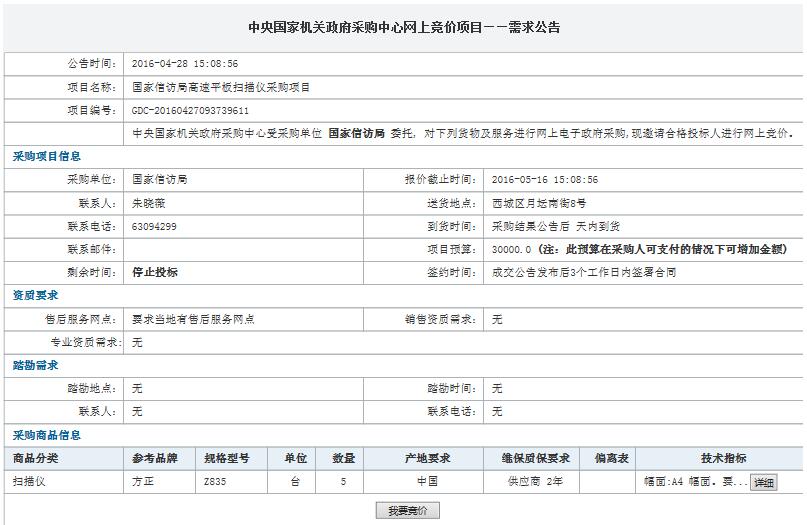 中央国家机关政府采购中心网上竞价项目——需求公告
公告时间: 2016-04-28 15:08:56
项目名称: 国家信访局高速平板扫描仪采购项目
项目编号: GDC-20160427093739611
中央国家机关政府采购中心受采购单位 国家信访局 委托, 对下列货物及服务进行网上电子政府采购,现邀请合格投标人进行网上竞价.
采购项目信息
采购单位: 国家信访局 报价截止时间: 2016-05-16 15:08:56
联系人: 朱晓薇 送货地点: 西城区月坛南街8号
联系电话: 63094299 到货时间: 采购结果公告后 天内到货
联系邮件: 项目预算: 30000.0 (注: 此预算在采购人可支付的情况下可增加金额)
剩余时间: 停止投标 签约时间: 成交公告发布后3个工作日内签署合同
资质要求
售后服务网点: 要求当地有售后服务网点 销售资质需求: 无
专业资质需求: 无
踏勘需求
踏勘地点: 无 踏勘时间: 无
联系人: 无 联系电话: 无
采购商品信息
商品分类 参考品牌 规格型号 单位 数量 产地要求 维保质保要求 偏离表 技术指标
扫描仪 方正 Z835 台 5 中国 供应商 2年 幅面:A4 幅面. 要... 详细
我要竞价